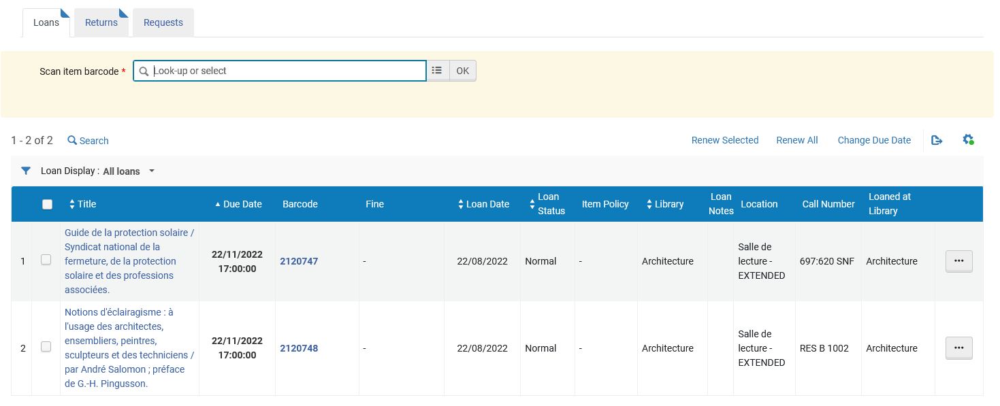 Loans Returns Requests
Scan item barcode * Look-up or select OK
1 - 2 of 2 Search Renew Selected Renew All Change Due Date
Loan Display : All loans
Title Due Date Barcode Fine Loan Date Loan Status Item Policy Library Loan Notes Location Call Number Loaned at Library
1
Guide de la protection solaire /
Syndicat national de la
fermeture, de la protection
solaire et des professions
associées.
22/11/2022
17:00:00
2120747
-
22/08/2022
Normal
-
Architecture
Salle de
lecture -
EXTENDED
697:620 SNF
Architecture
2
Notions d'éclairagisme : à
l'usage des architectes,
ensembliers, peintres,
sculpteurs et des techniciens /
par André Salomon ; préface
de G.-H. Pingusson.
22/11/2022
17:00:00
2120748
-
22/08/2022
Normal
-
Architecture
Salle de
lecture -
EXTENDED
RES B 1002
Architecture